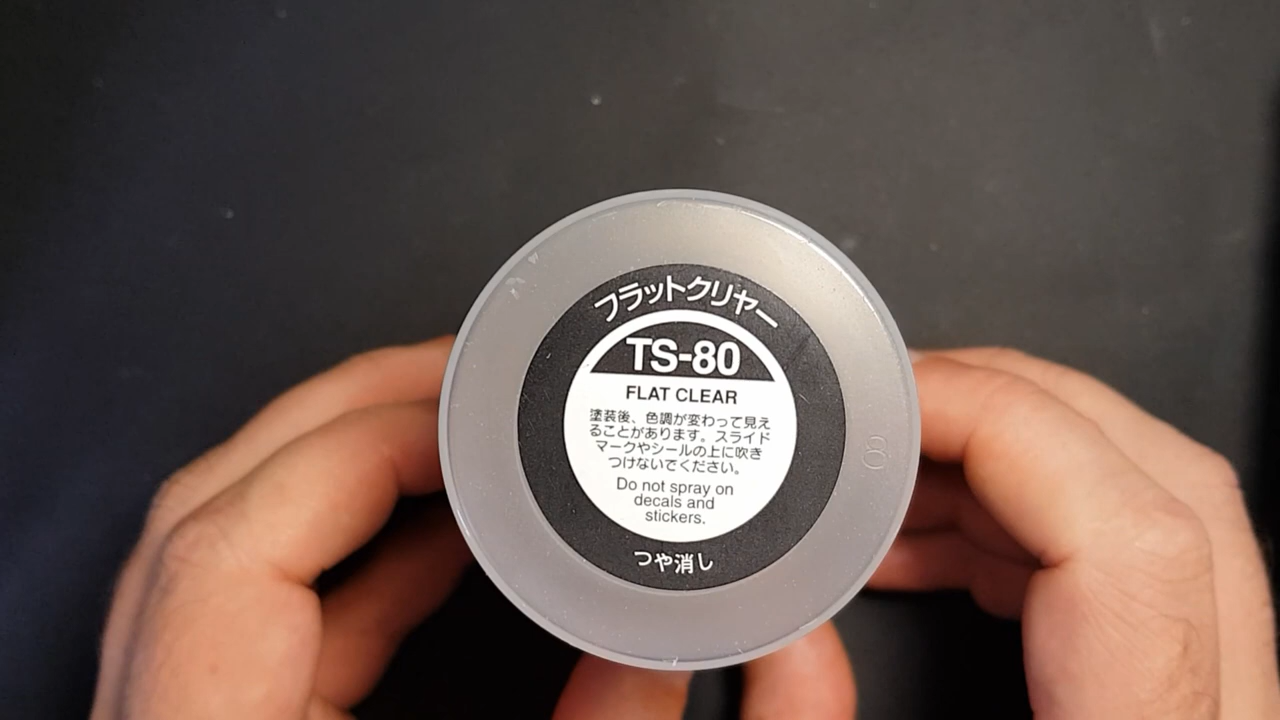 フラットクリヤー
TS-80
FLAT CLEAR
塗装後、色調が変わって見え
ることがあります。スライド
マークやシールの上に吹き
つけないでください。
Do not spray on
decals and
stickers.
つや消し
8